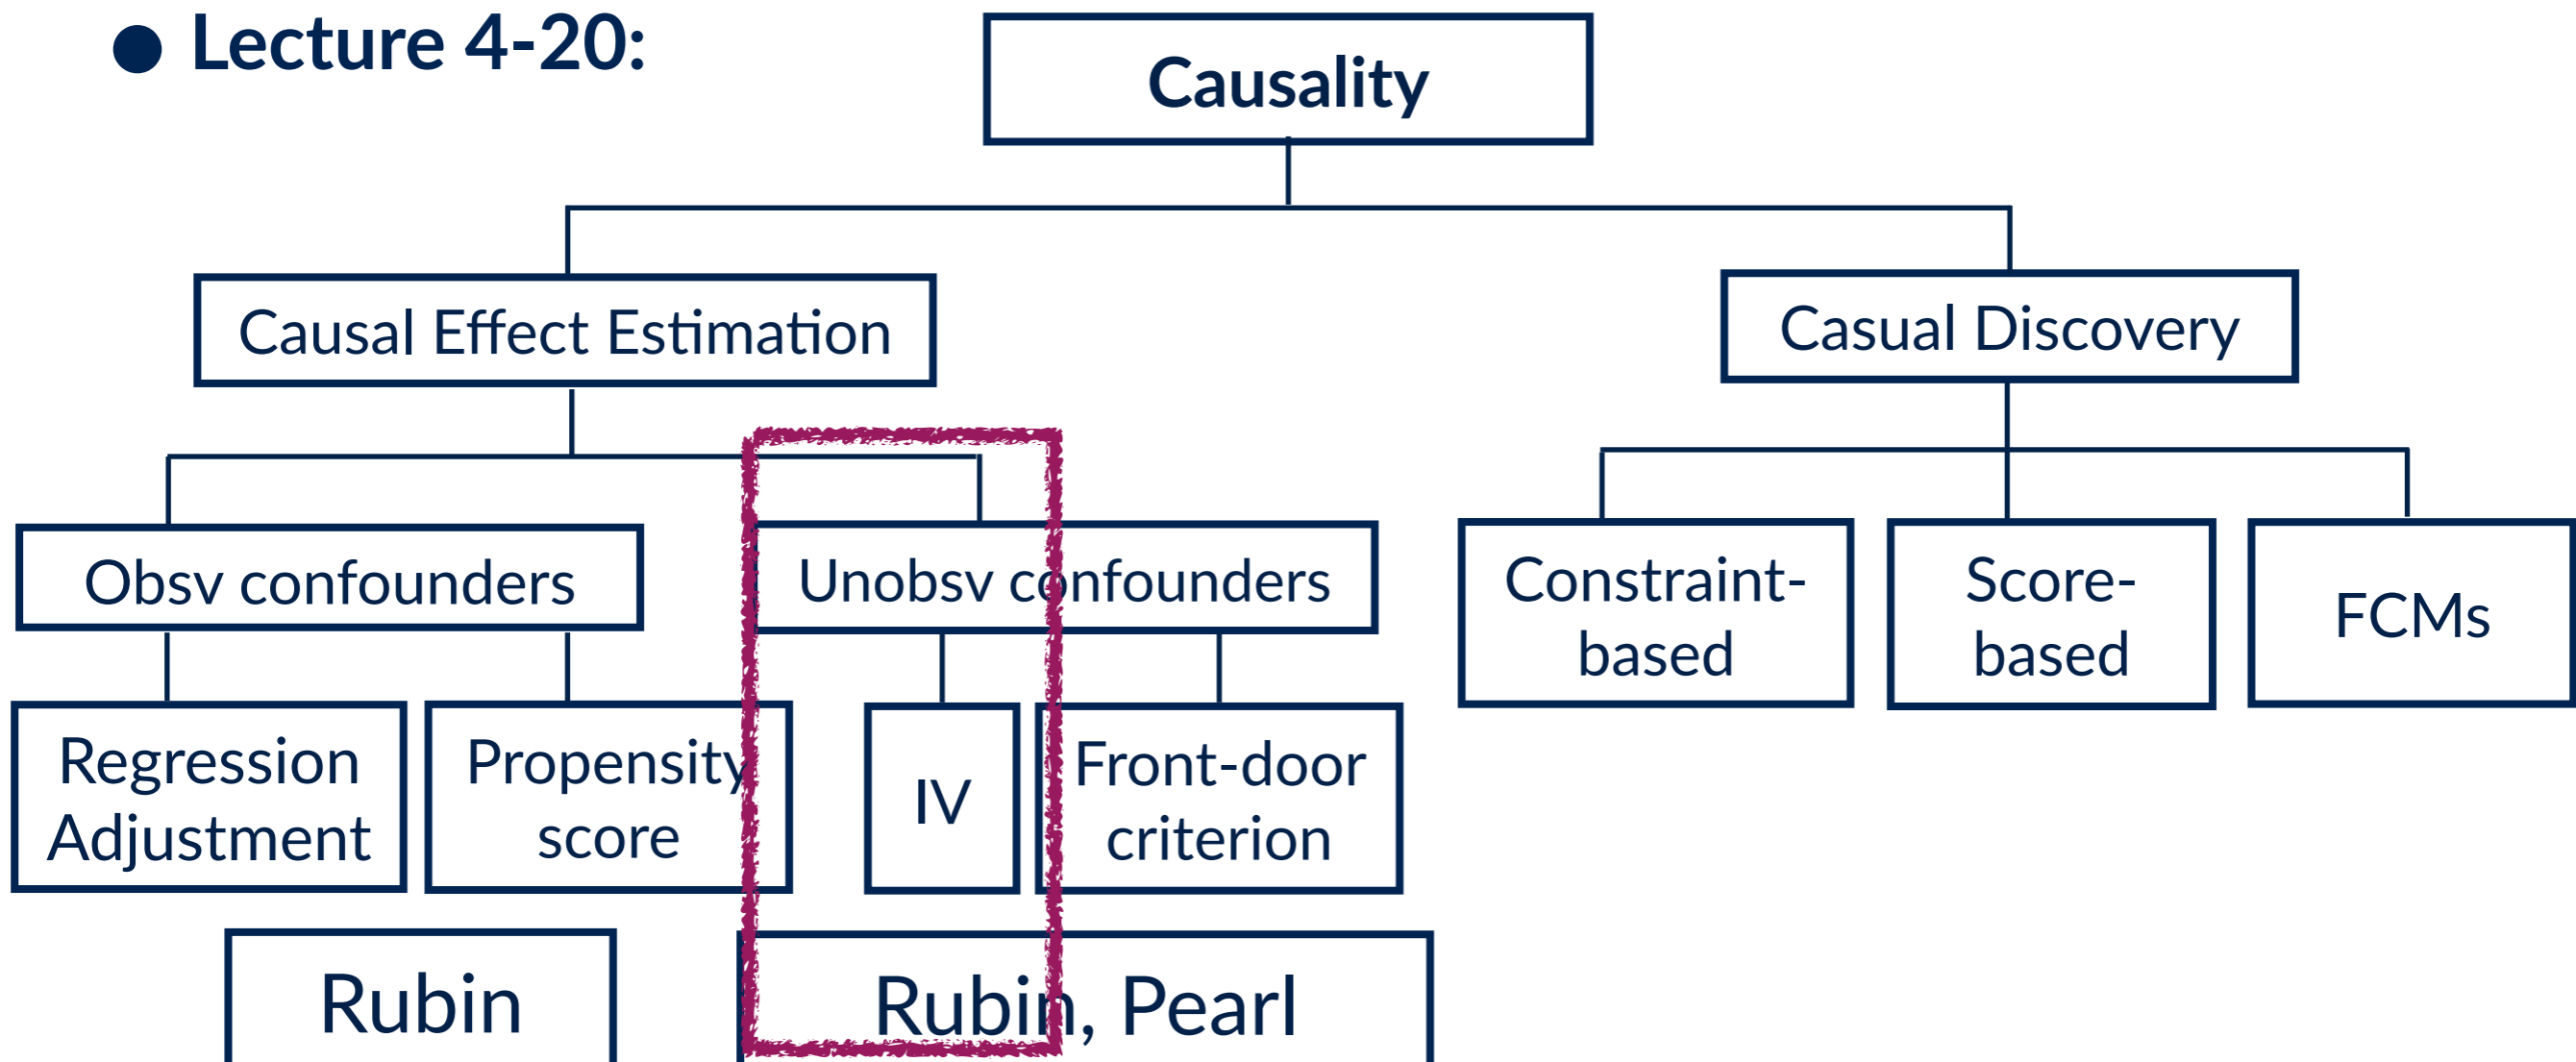 ● Lecture 4-20:
Causality
Causal Effect Estimation
Casual Discovery
Obsv confounders
Unobsv confounders
Constraint-
based
Score-
based
FCMs
Regression
Adjustment
Propensity
score
IV
Front-door
criterion
Rubin
Rubin, Pearl